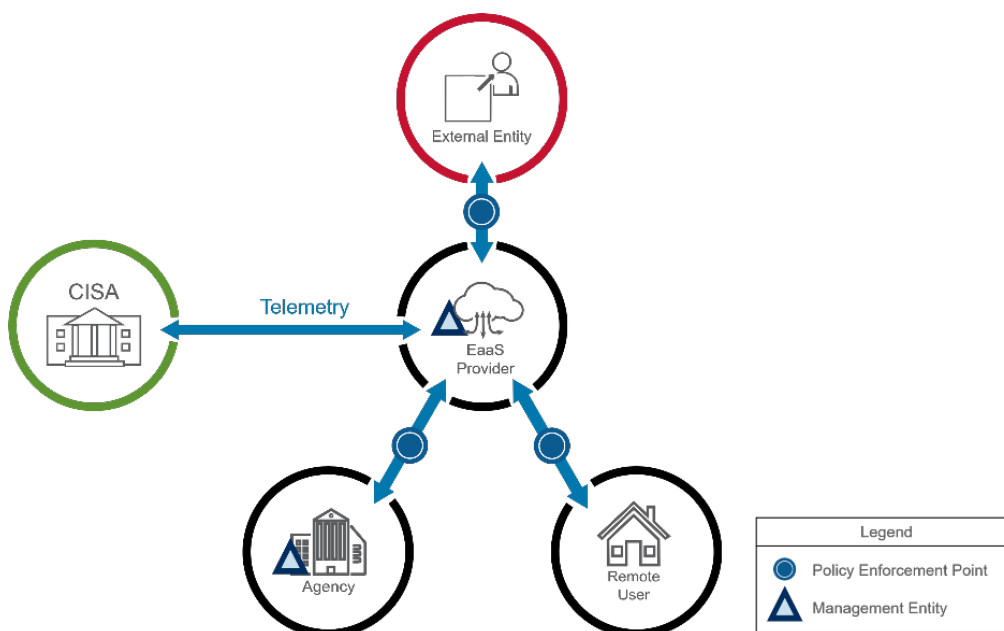 External Entity
CISA
Telemetry
EaaS
Provider
Agency
Remote
User
Legend
Policy Enforcement Point
Management Entity